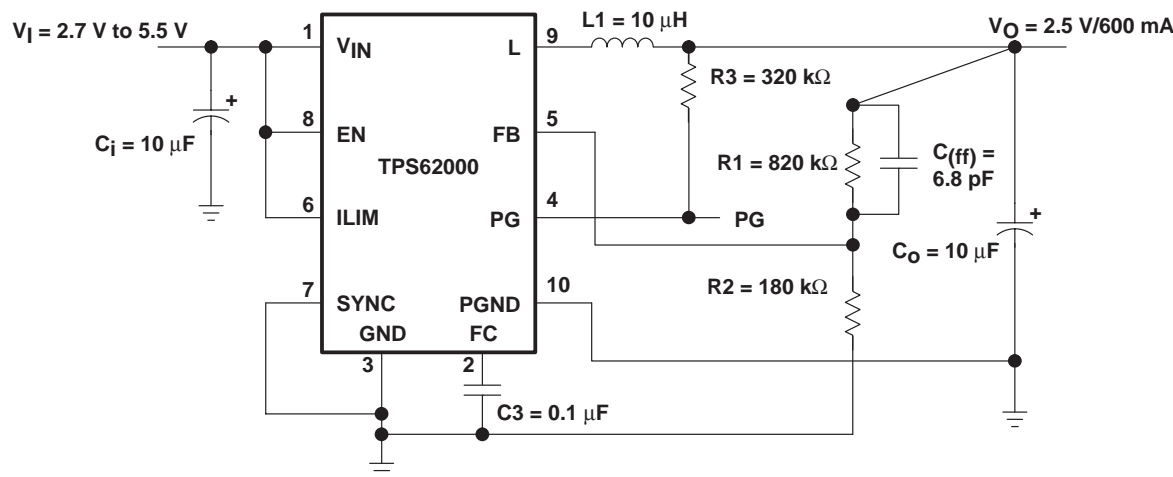 V_I = 2.7 V to 5.5 V
1
V_IN
L
9
L1 = 10 μH
V_O = 2.5 V/600 mA
R3 = 320 kΩ
+
C_i = 10 μF
8
EN
FB
5
TPS62000
R1 = 820 kΩ
C_(ff) =
6.8 pF
6
ILIM
PG
4
PG
+
C_o = 10 μF
7
SYNC
PGND
10
R2 = 180 kΩ
GND
FC
3
2
C3 = 0.1 μF